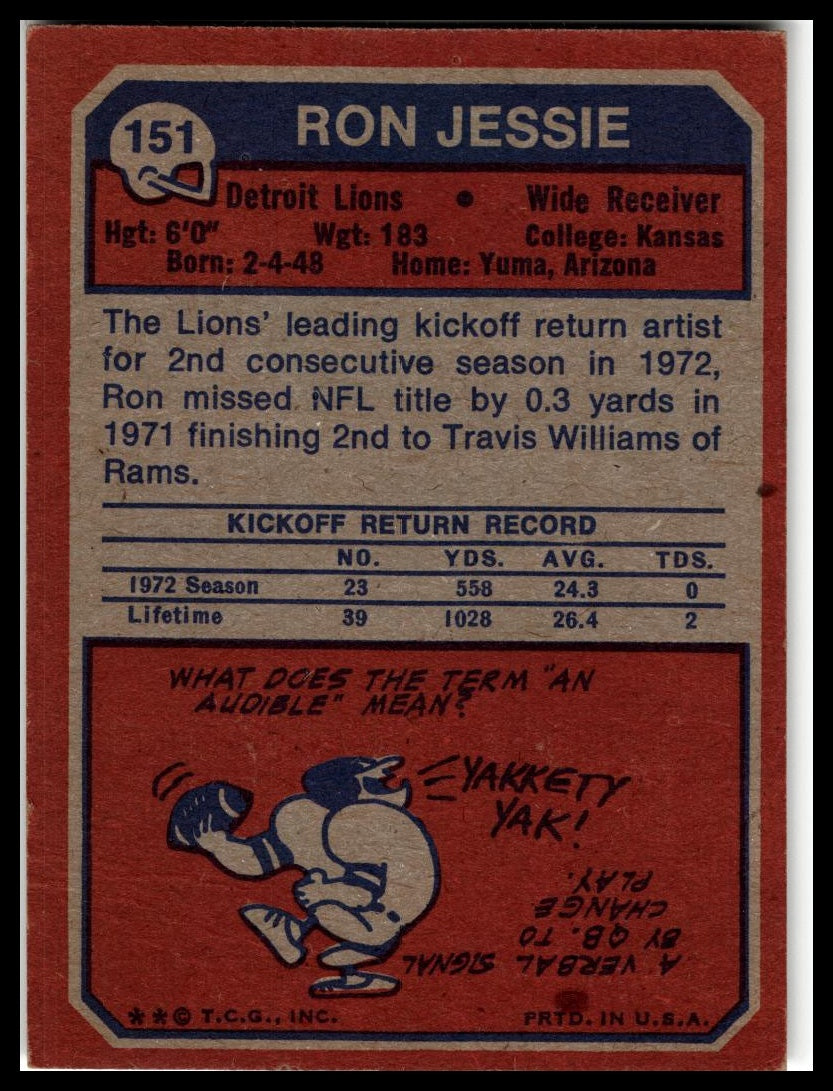 151
RON JESSIE
Detroit Lions • Wide Receiver
Hgt: 6'0" Wgt: 183 College: Kansas
Born: 2-4-48 Home: Yuma, Arizona
The Lions' leading kickoff return artist
for 2nd consecutive season in 1972,
Ron missed NFL title by 0.3 yards in
1971 finishing 2nd to Travis Williams of
Rams.
KICKOFF RETURN RECORD
NO. YDS. AVG. TDS.
1972 Season 23 558 24.3 0
Lifetime 39 1028 26.4 2
WHAT DOES THE TERM "AN
AUDIBLE" MEAN?
YAKKETY
YAK!
A VERBAL SIGNAL
BY QB. TO
CHANGE
PLAY.
**© T.C.G., INC. PRTD. IN U.S.A.